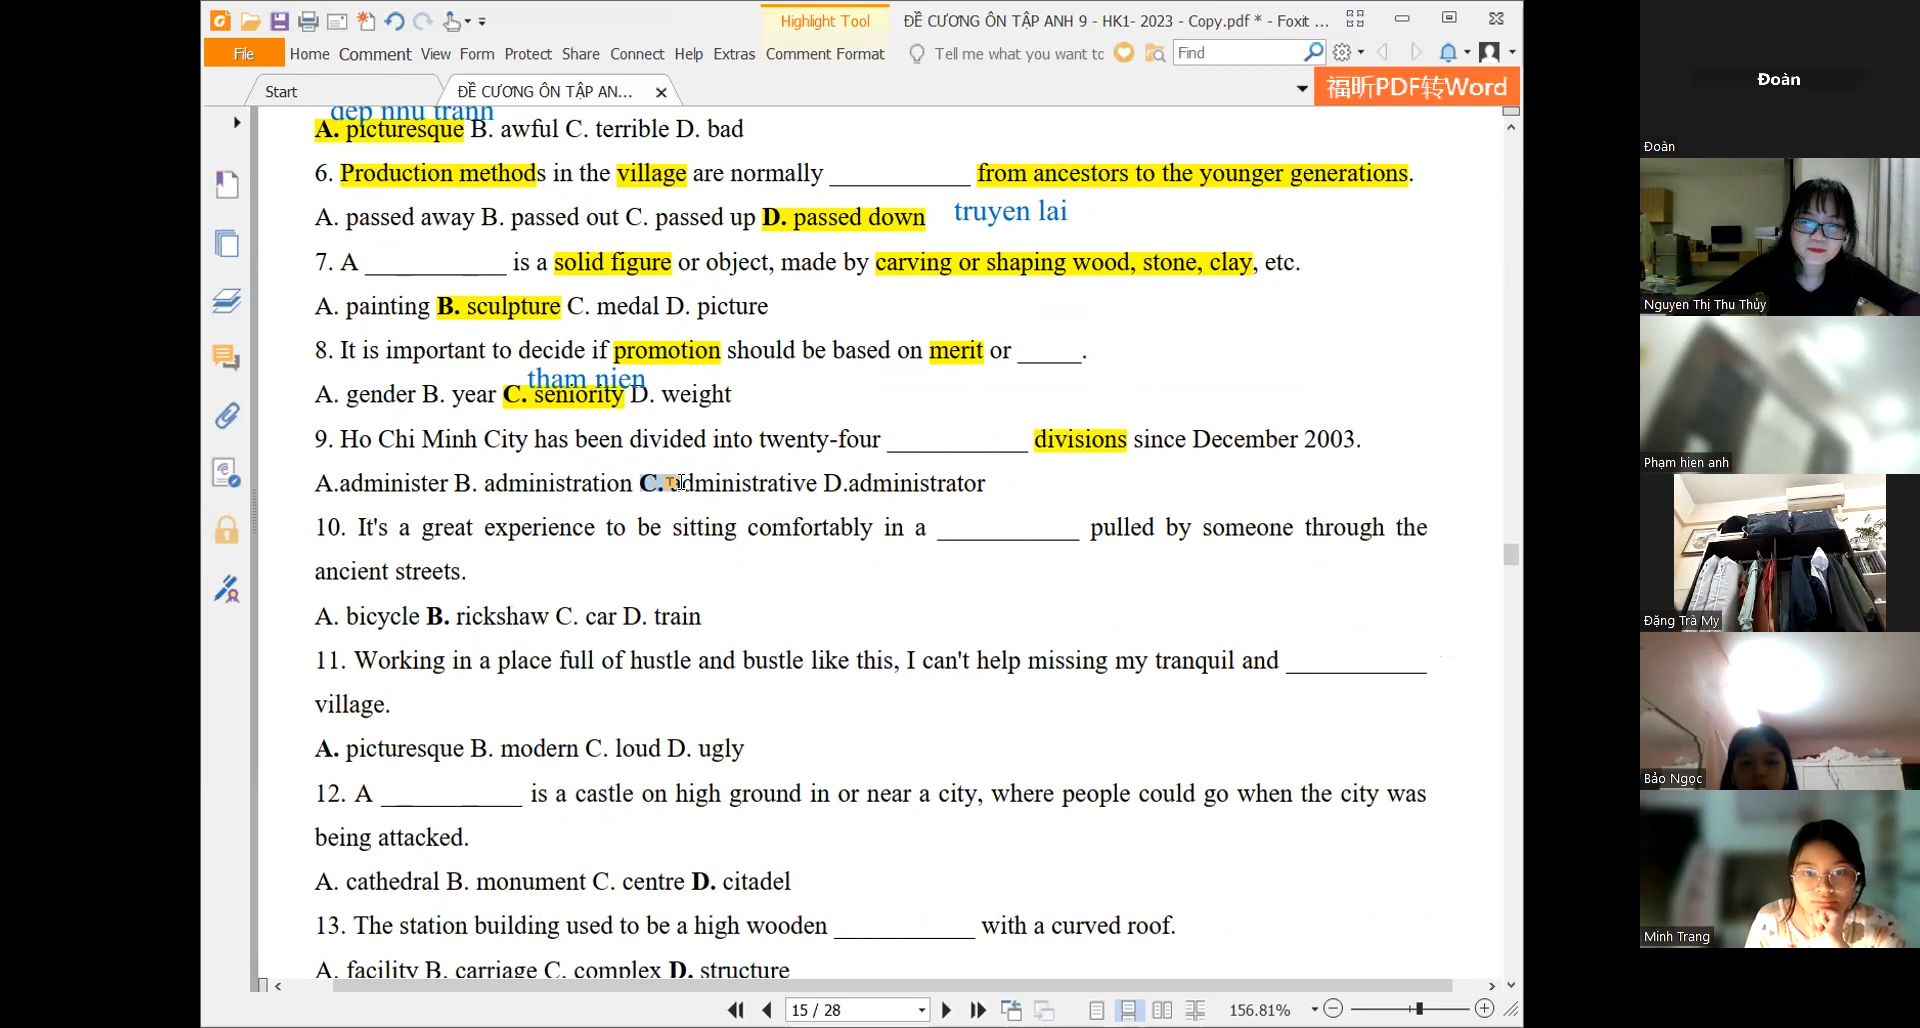 Highlight Tool
ĐỀ CƯƠNG ÔN TẬP ANH 9 - HK1- 2023 - Copy.pdf * - Foxit ...
File Home Comment View Form Protect Share Connect Help Extras Comment Format Tell me what you want to Find
Start
ĐỀ CƯƠNG ÔN TẬP AN...
福昕PDF转Word
dep nhu tranh
A. picturesque B. awful C. terrible D. bad
6. Production methods in the village are normally ___________ from ancestors to the younger generations.
A. passed away B. passed out C. passed up D. passed down truyen lai
7. A ___________ is a solid figure or object, made by carving or shaping wood, stone, clay, etc.
A. painting B. sculpture C. medal D. picture
8. It is important to decide if promotion should be based on merit or _____.
tham nien
A. gender B. year C. seniority D. weight
9. Ho Chi Minh City has been divided into twenty-four ___________ divisions since December 2003.
A.administer B. administration C. administrative D.administrator
10. It's a great experience to be sitting comfortably in a ___________ pulled by someone through the
ancient streets.
A. bicycle B. rickshaw C. car D. train
11. Working in a place full of hustle and bustle like this, I can't help missing my tranquil and ___________
village.
A. picturesque B. modern C. loud D. ugly
12. A ___________ is a castle on high ground in or near a city, where people could go when the city was
being attacked.
A. cathedral B. monument C. centre D. citadel
13. The station building used to be a high wooden ___________ with a curved roof.
A. facility B. carriage C. complex D. structure
15 / 28
156.81%
Đoàn
Đoàn
Nguyen Thị Thu Thủy
Phạm hien anh
Đặng Trà My
Bảo Ngọc
Minh Trang